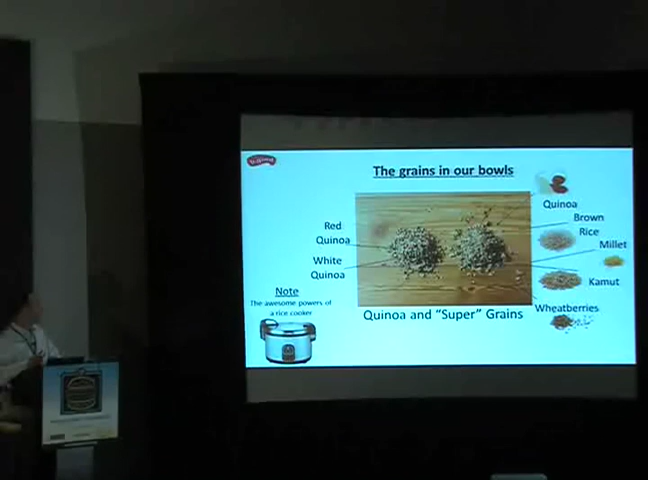 The grains in our bowls
Quinoa
Brown
Rice
Red
Quinoa
Millet
White
Quinoa
Kamut
Note
The awesome powers of
a rice cooker
Wheatberries
Quinoa and “Super” Grains